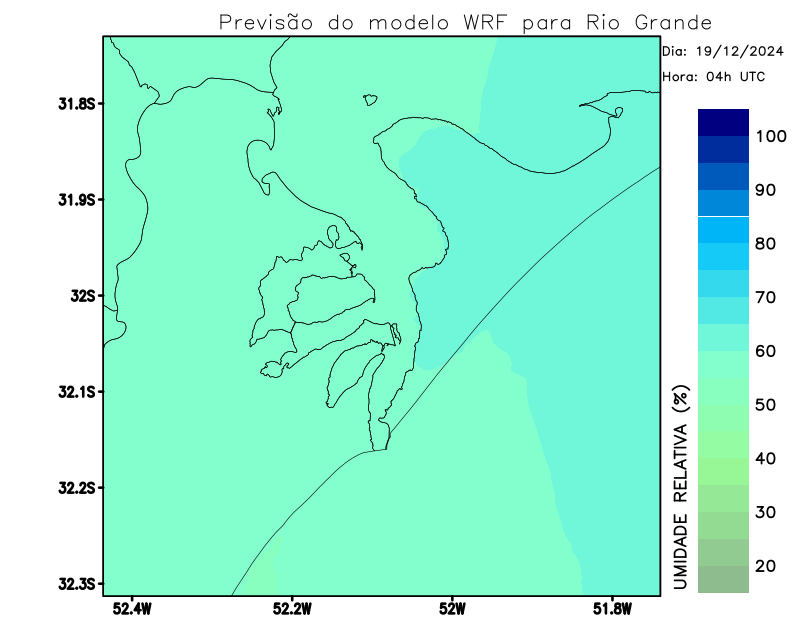 Previsão do modelo WRF para Rio Grande
Dia: 19/12/2024
Hora: 04h UTC
31.8S
31.9S
32S
32.1S
32.2S
32.3S
52.4W
52.2W
52W
51.8W
100
90
80
70
60
50
40
30
20
UMIDADE RELATIVA (%)